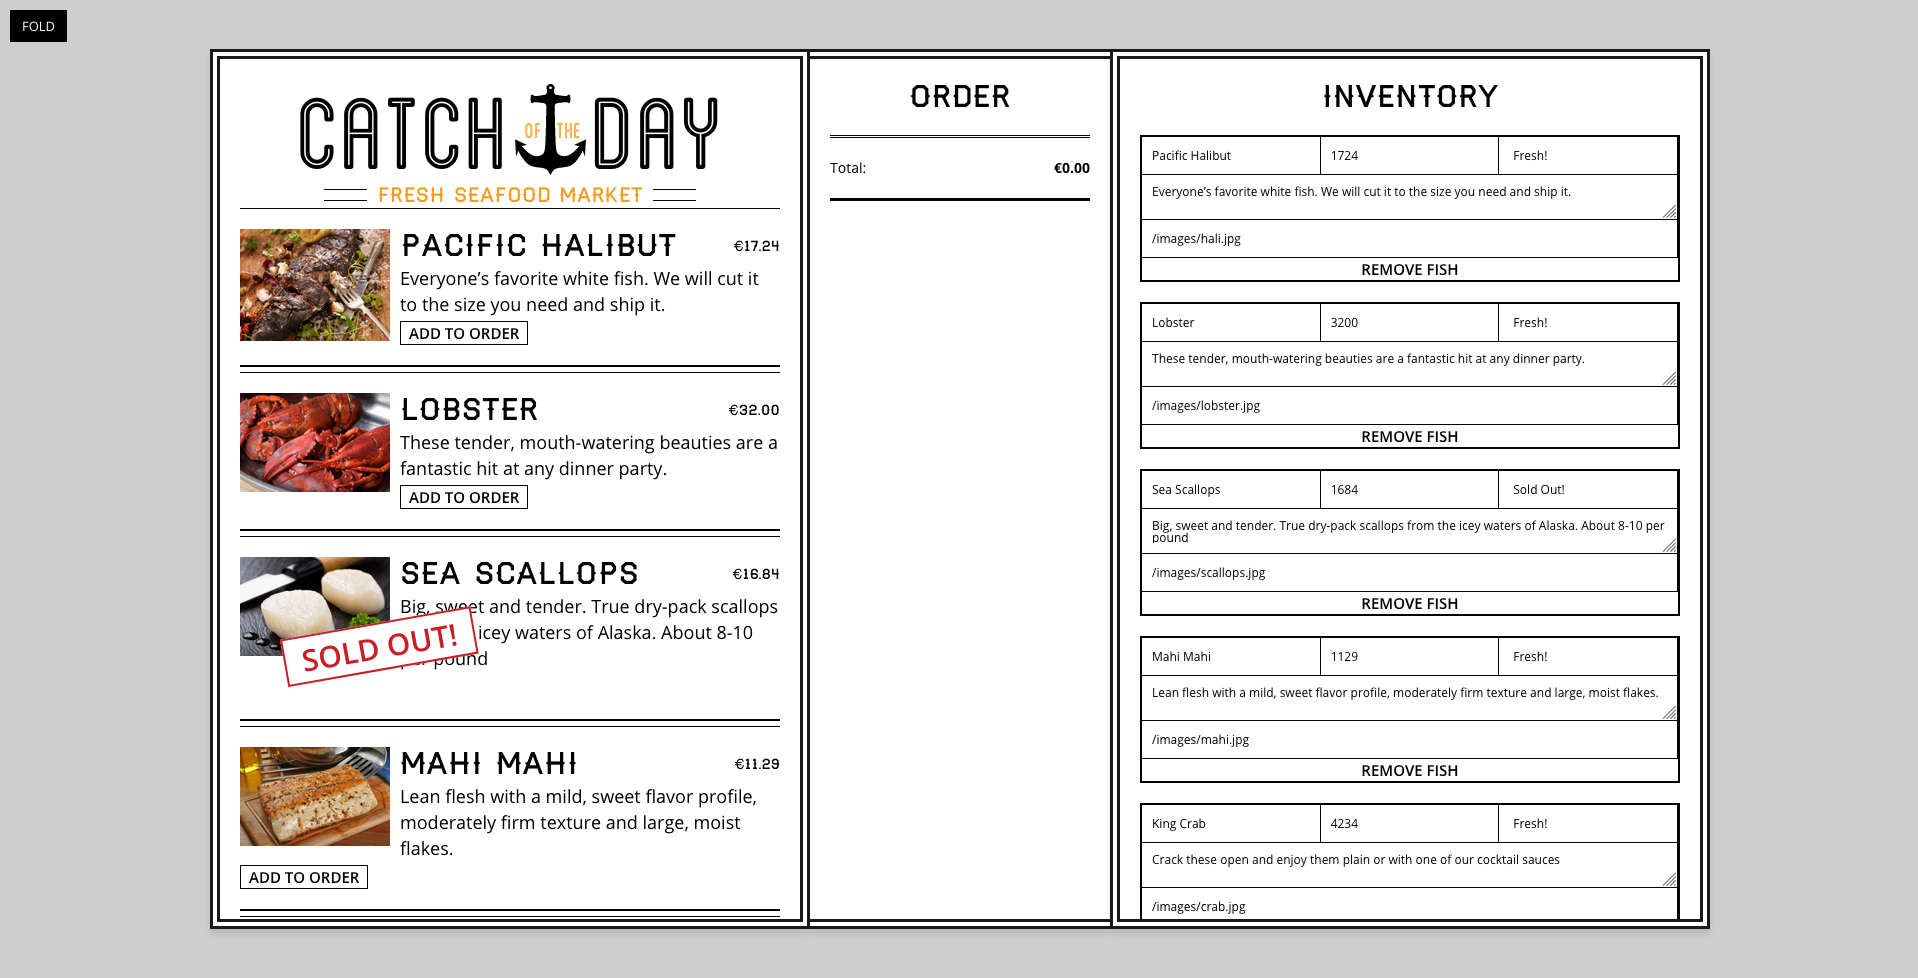 FOLD
CATCH OF THE DAY
FRESH SEAFOOD MARKET
PACIFIC HALIBUT €17.24
Everyone’s favorite white fish. We will cut it
to the size you need and ship it.
ADD TO ORDER
LOBSTER €32.00
These tender, mouth-watering beauties are a
fantastic hit at any dinner party.
ADD TO ORDER
SEA SCALLOPS €16.84
Big, sweet and tender. True dry-pack scallops
icey waters of Alaska. About 8-10
pound
SOLD OUT!
MAHI MAHI €11.29
Lean flesh with a mild, sweet flavor profile,
moderately firm texture and large, moist
flakes.
ADD TO ORDER
ORDER
Total: €0.00
INVENTORY
Pacific Halibut 1724 Fresh!
Everyone’s favorite white fish. We will cut it to the size you need and ship it.
/images/hali.jpg
REMOVE FISH
Lobster 3200 Fresh!
These tender, mouth-watering beauties are a fantastic hit at any dinner party.
/images/lobster.jpg
REMOVE FISH
Sea Scallops 1684 Sold Out!
Big, sweet and tender. True dry-pack scallops from the icey waters of Alaska. About 8-10 per
pound
/images/scallops.jpg
REMOVE FISH
Mahi Mahi 1129 Fresh!
Lean flesh with a mild, sweet flavor profile, moderately firm texture and large, moist flakes.
/images/mahi.jpg
REMOVE FISH
King Crab 4234 Fresh!
Crack these open and enjoy them plain or with one of our cocktail sauces
/images/crab.jpg